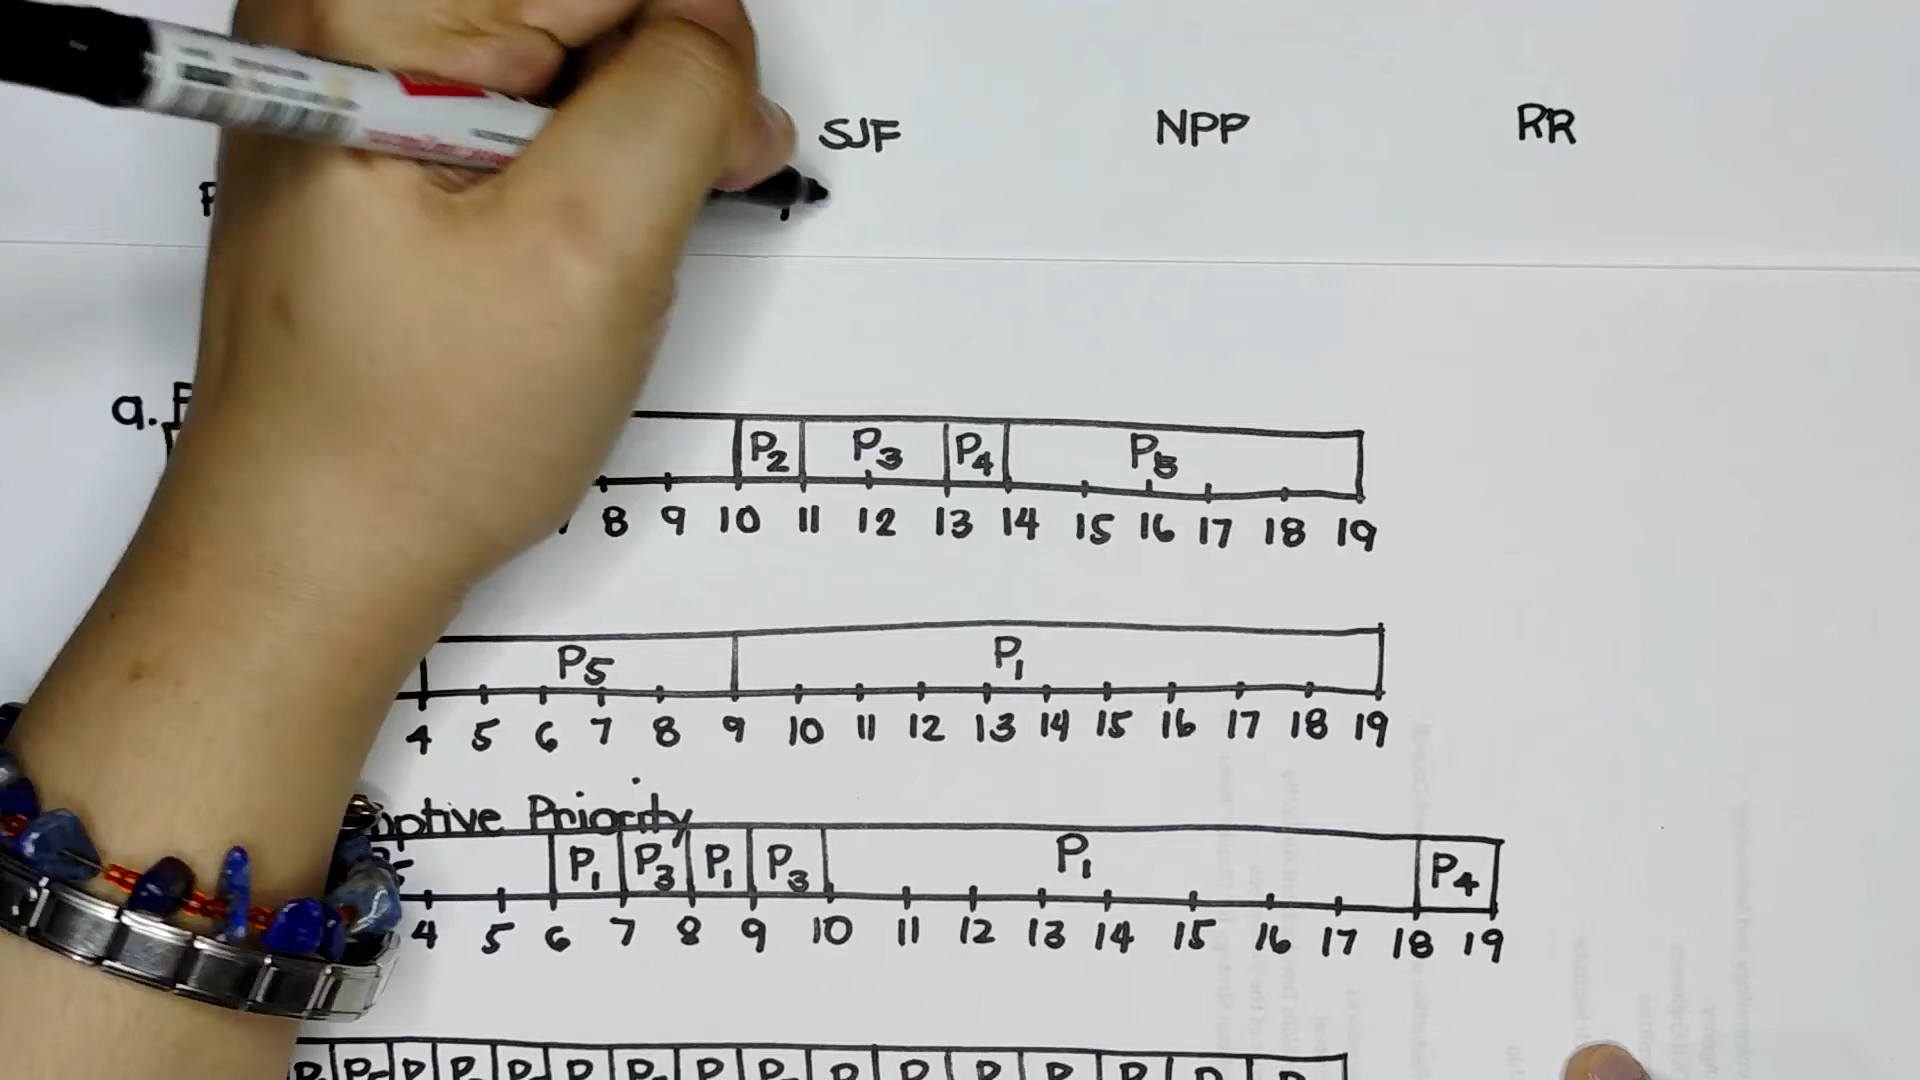 SJF NPP RR
P
a. F
P2 P3 P4 P5
8 9 10 11 12 13 14 15 16 17 18 19
P5 P1
4 5 6 7 8 9 10 11 12 13 14 15 16 17 18 19
Priority
P1 P3 P1 P3 P1 P4
4 5 6 7 8 9 10 11 12 13 14 15 16 17 18 19